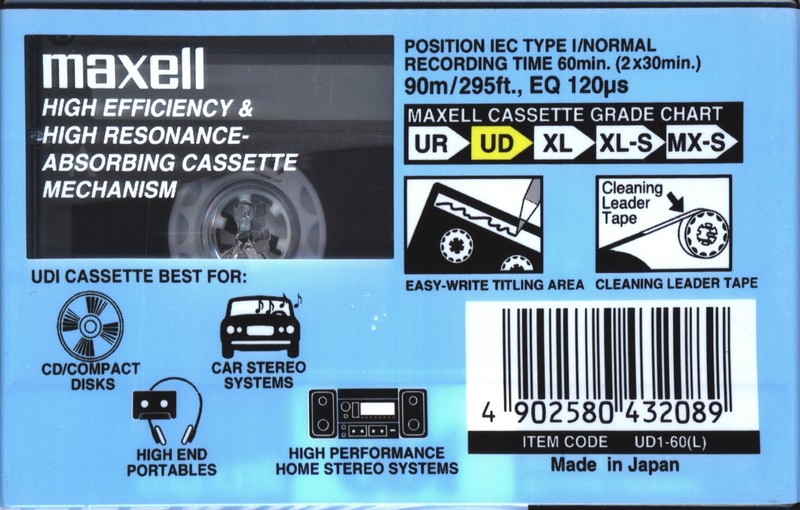 maxell
HIGH EFFICIENCY &
HIGH RESONANCE-
ABSORBING CASSETTE
MECHANISM
UDI CASSETTE BEST FOR:
CD/COMPACT
DISKS
CAR STEREO
SYSTEMS
HIGH END
PORTABLES
HIGH PERFORMANCE
HOME STEREO SYSTEMS
POSITION IEC TYPE I/NORMAL
RECORDING TIME 60min. (2x30min.)
90m/295ft., EQ 120µs
MAXELL CASSETTE GRADE CHART
UR UD XL XL-S MX-S
EASY-WRITE TITLING AREA
Cleaning
Leader
Tape
CLEANING LEADER TAPE
4 902580 432089
ITEM CODE UD1-60(L)
Made in Japan